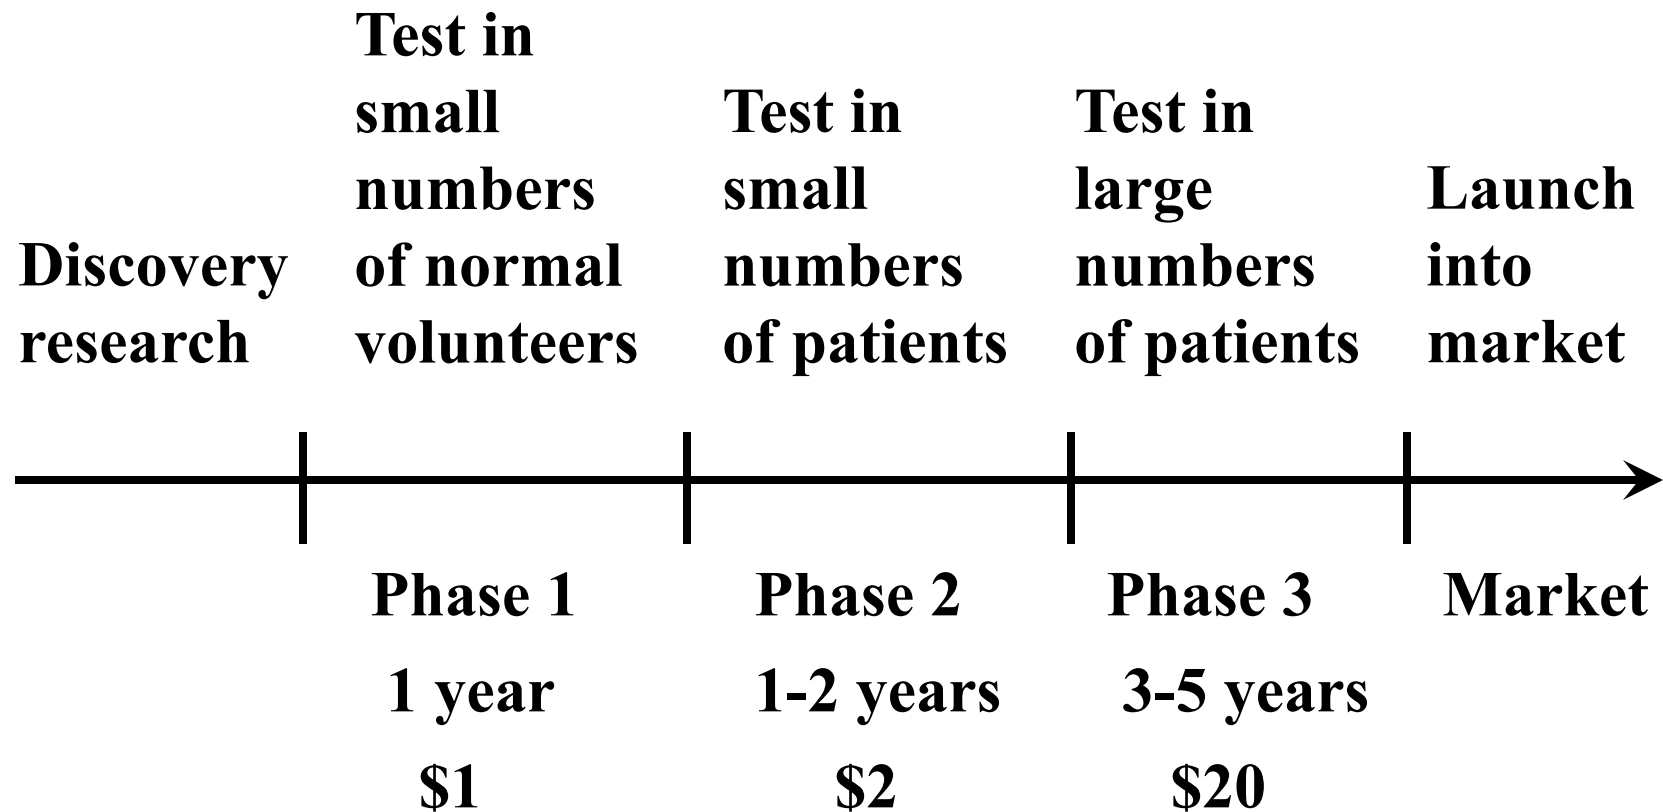 Discovery
research
Test in
small
numbers
of normal
volunteers
Test in
small
numbers
of patients
Test in
large
numbers
of patients
Launch
into
market
Phase 1
Phase 2
Phase 3
Market
1 year
1-2 years
3-5 years
$1
$2
$20